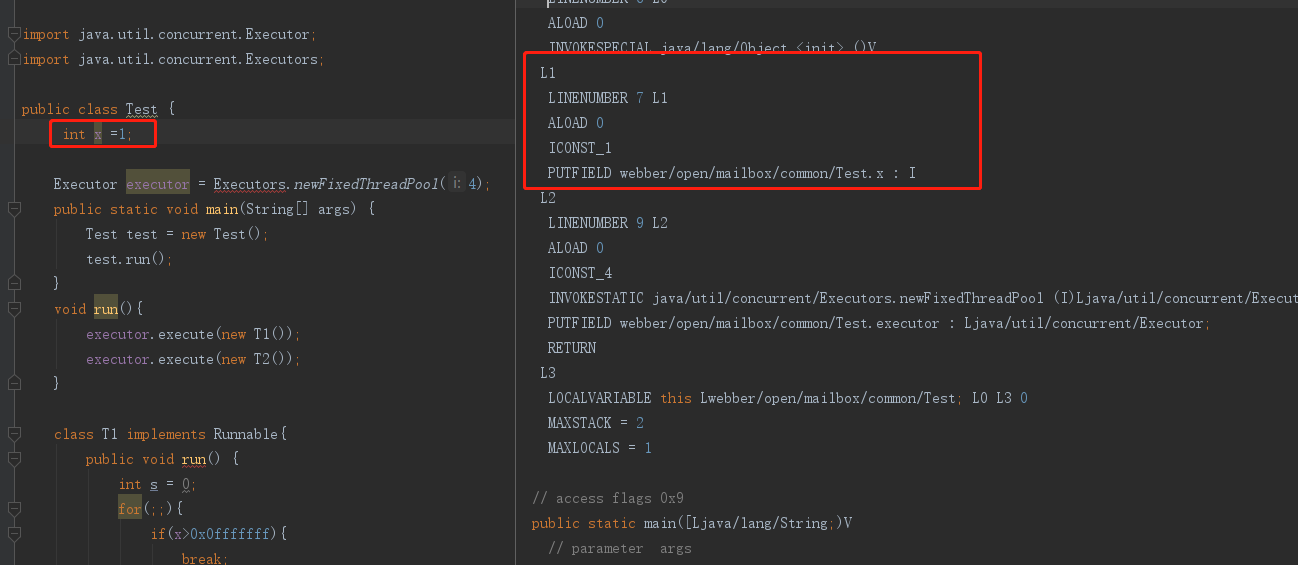 import java.util.concurrent.Executor;
import java.util.concurrent.Executors;
public class Test {
int x =1;
Executor executor = Executors.newFixedThreadPool( i: 4);
public static void main(String[] args) {
Test test = new Test();
test.run();
}
void run(){
executor.execute(new T1());
executor.execute(new T2());
}
class T1 implements Runnable{
public void run() {
int s = 0;
for(;;){
if(x>0x0fffffff){
break;
ALOAD 0
INVOKESPECIAL java/lang/Object.<init> ()V
L1
LINENUMBER 7 L1
ALOAD 0
ICONST_1
PUTFIELD webber/open/mailbox/common/Test.x : I
L2
LINENUMBER 9 L2
ALOAD 0
ICONST_4
INVOKESTATIC java/util/concurrent/Executors.newFixedThreadPool (I)Ljava/util/concurrent/Execut
PUTFIELD webber/open/mailbox/common/Test.executor : Ljava/util/concurrent/Executor;
RETURN
L3
LOCALVARIABLE this Lwebber/open/mailbox/common/Test; L0 L3 0
MAXSTACK = 2
MAXLOCALS = 1
// access flags 0x9
public static main([Ljava/lang/String;)V
// parameter  args